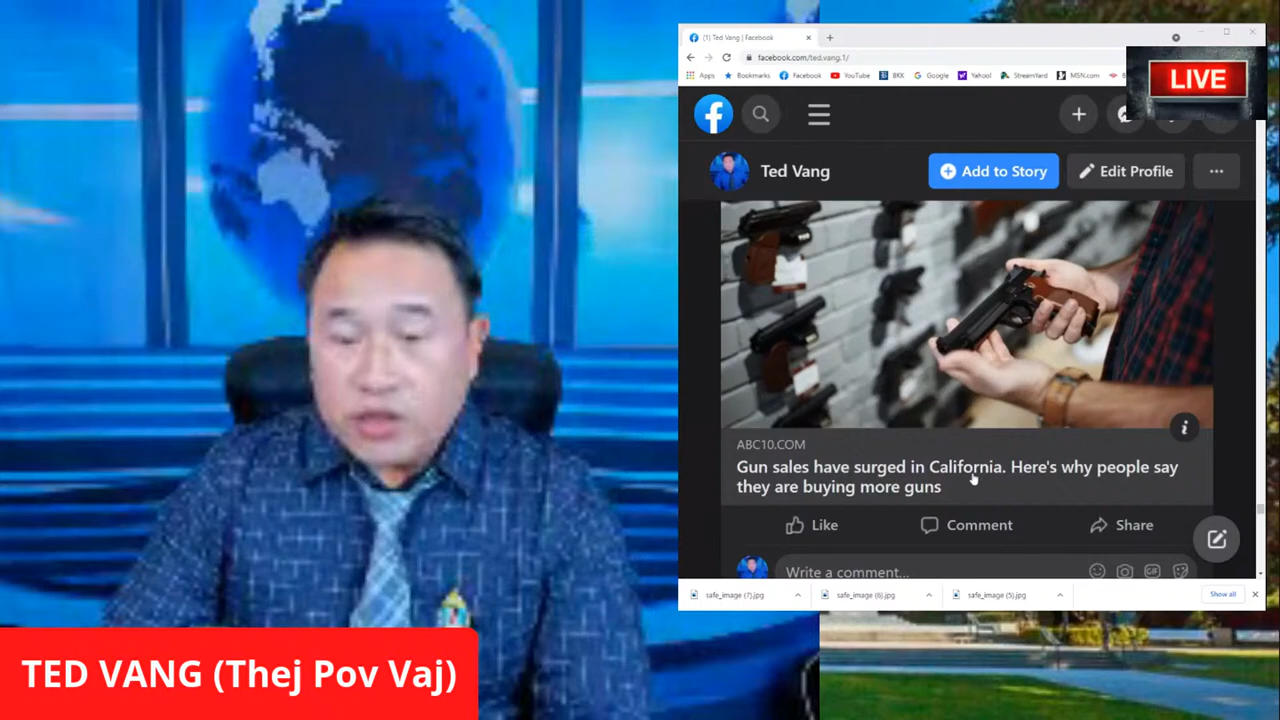 (1) Ted Vang | Facebook
facebook.com/ted.vang.1/
Apps Bookmarks Facebook YouTube BKK Google Yahoo! StreamYard MSN.com
LIVE
Ted Vang
Add to Story
Edit Profile
ABC10.COM
Gun sales have surged in California. Here's why people say
they are buying more guns
Like Comment Share
Write a comment...
GIF
safe_image (7).jpg safe_image (6).jpg safe_image (5).jpg Show all
TED VANG (Thej Pov Vaj)